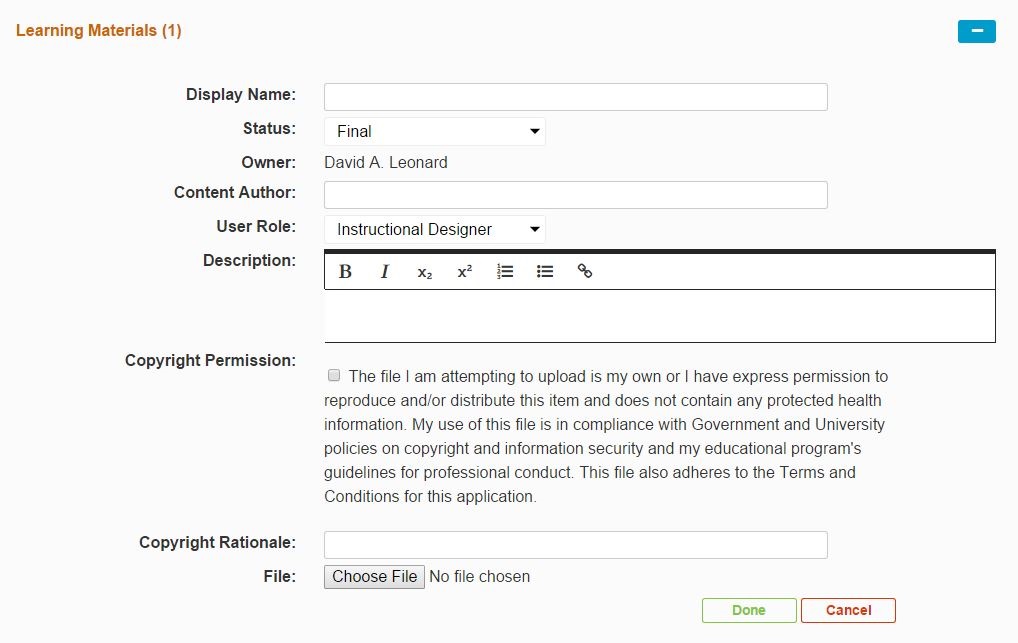 Learning Materials (1)
Display Name:
Status: Final
Owner: David A. Leonard
Content Author:
User Role: Instructional Designer
Description:
B I x₂ x²
Copyright Permission:
The file I am attempting to upload is my own or I have express permission to
reproduce and/or distribute this item and does not contain any protected health
information. My use of this file is in compliance with Government and University
policies on copyright and information security and my educational program's
guidelines for professional conduct. This file also adheres to the Terms and
Conditions for this application.
Copyright Rationale:
File: Choose File No file chosen
Done Cancel